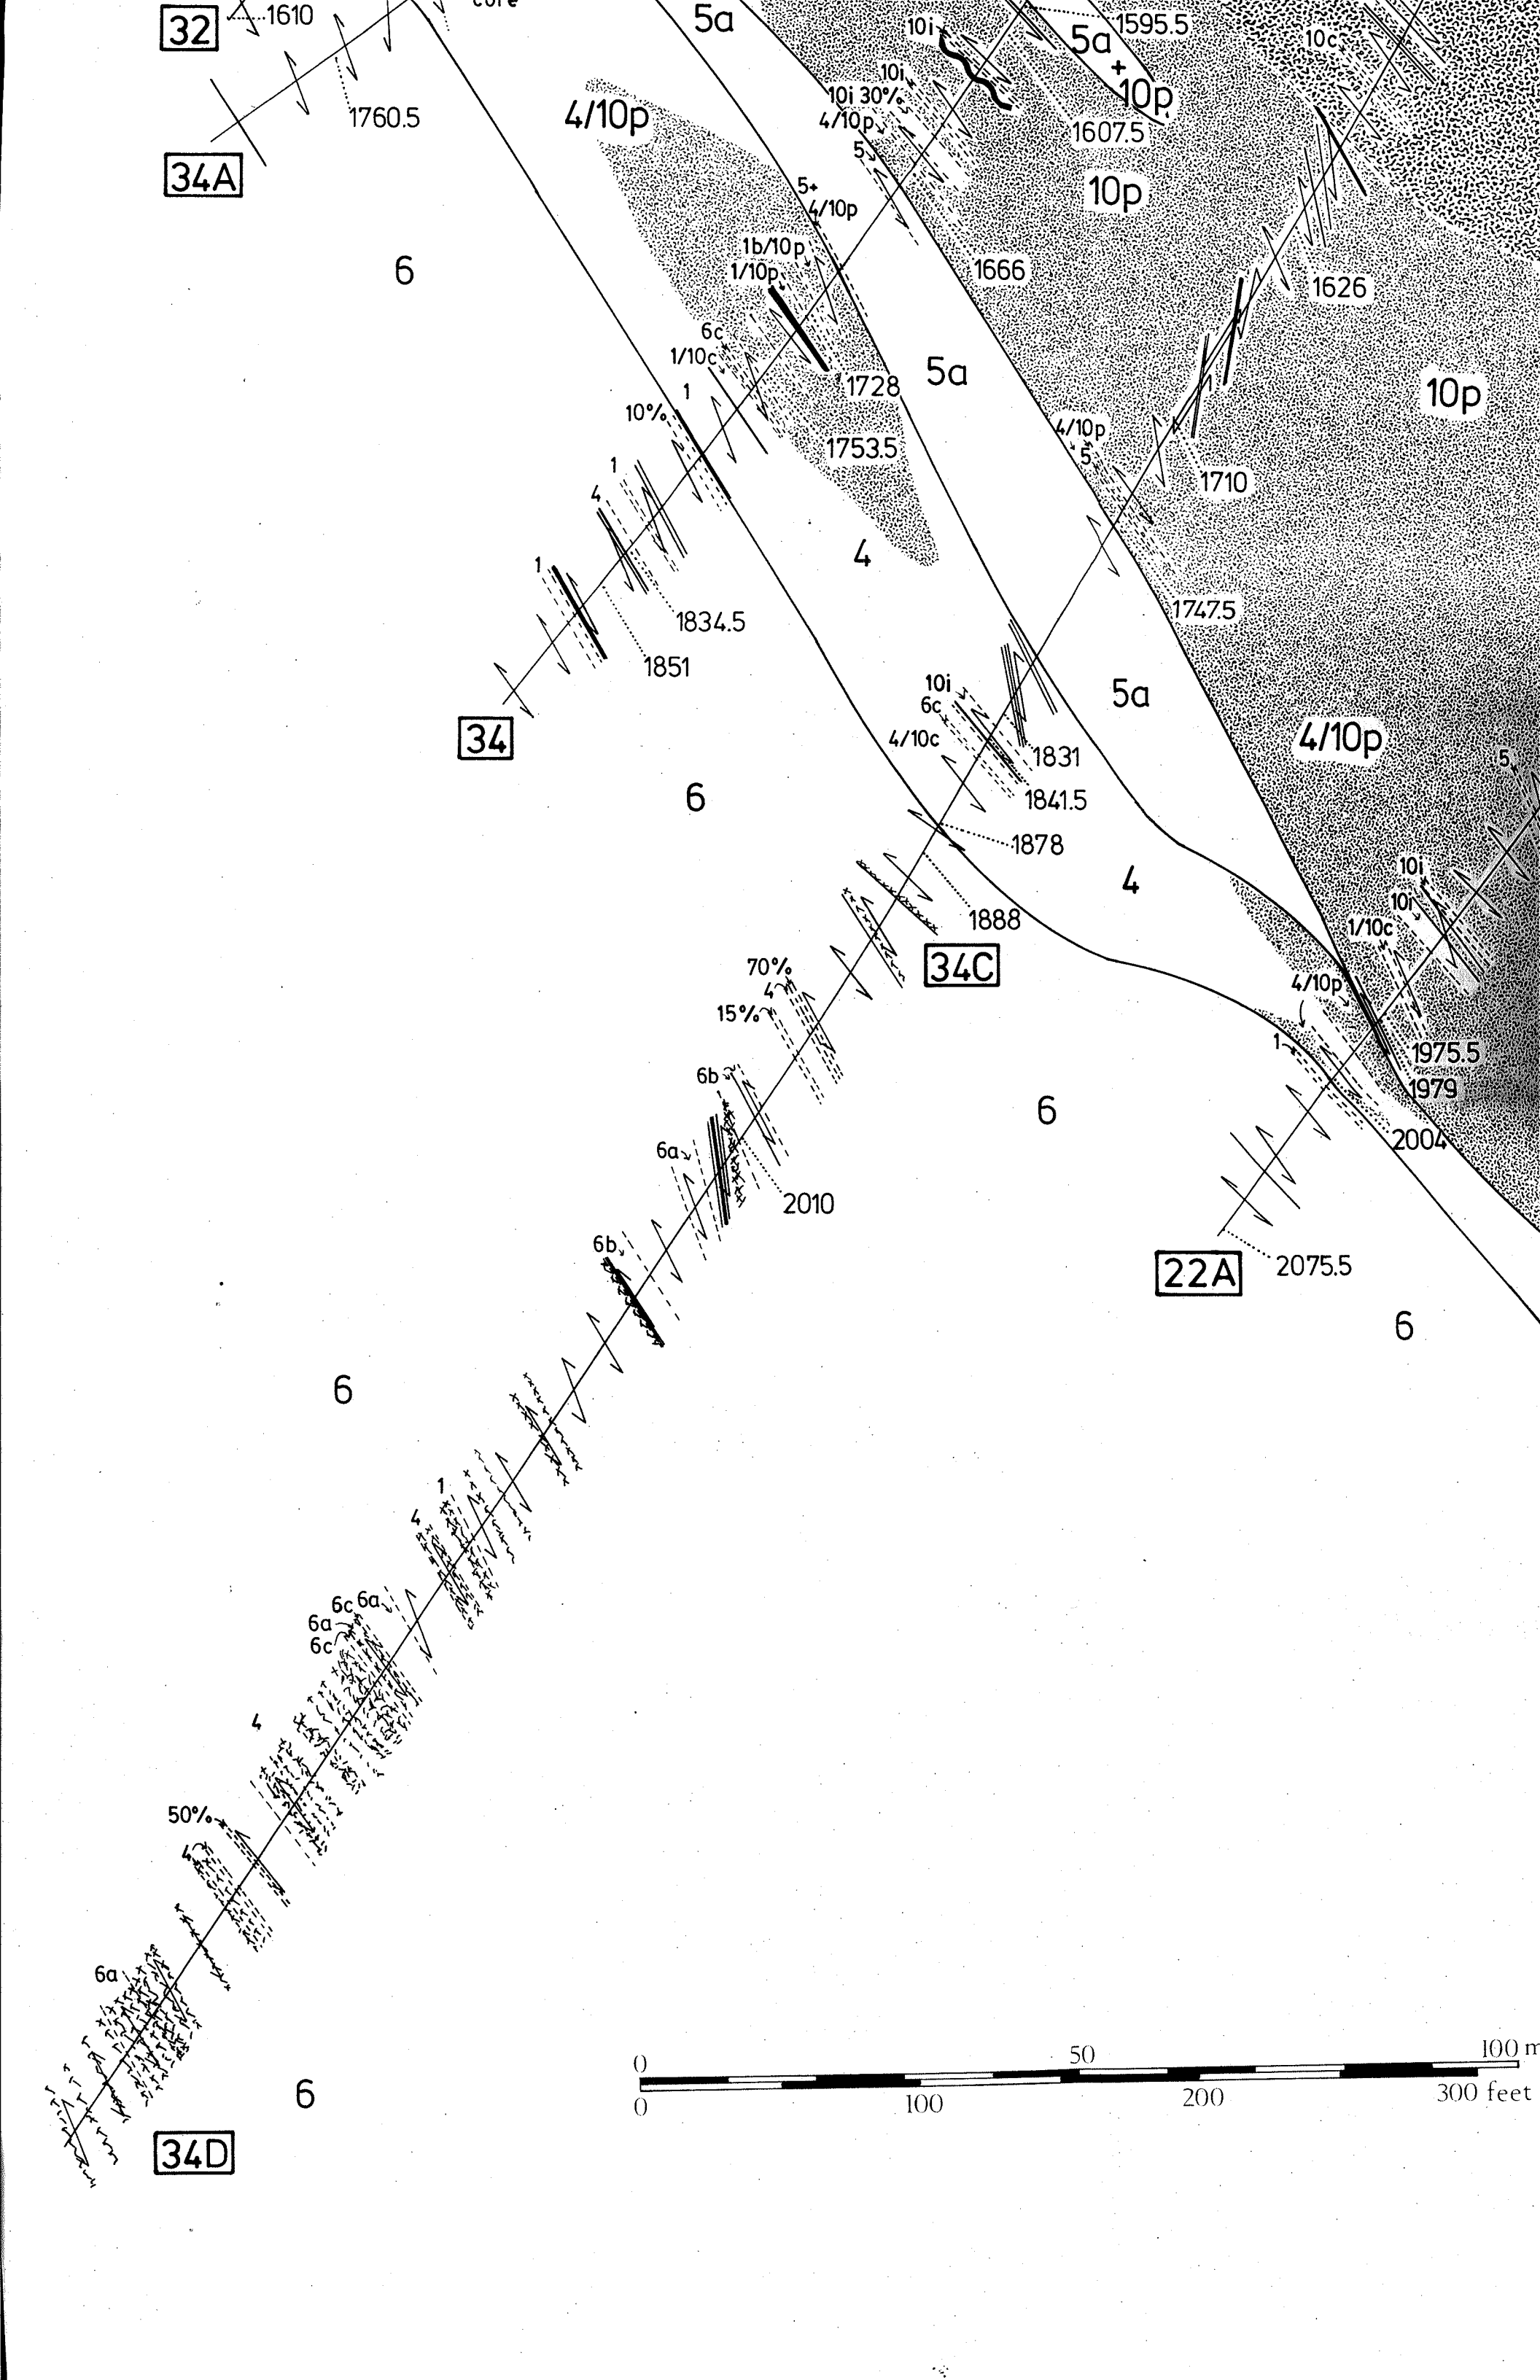 core
32
1610
5a
10i
1595.5
5a
+
10p
10c
34A
1760.5
4/10p
10i
10i 30%
4/10p
5
1607.5
10p
5+
4/10p
6
1b/10p
1/10p
1666
1626
6c
1/10c
1
10%
1728
5a
10p
1753.5
4/10p
5
1
4
1710
4
1
1834.5
1851
1747.5
34
10i
6c
4/10c
5a
1831
4/10p
5
6
1841.5
1878
4
1888
10i
10i
1/10c
34C
70%
4
15%
4/10p
1
1975.5
1979
6b
6
2004
6a
2010
22A
2075.5
6b
6
6
1
4
6c 6a
6a
6c
4
50%
4
6a
0 50 100 m
0 100 200 300 feet
6
34D